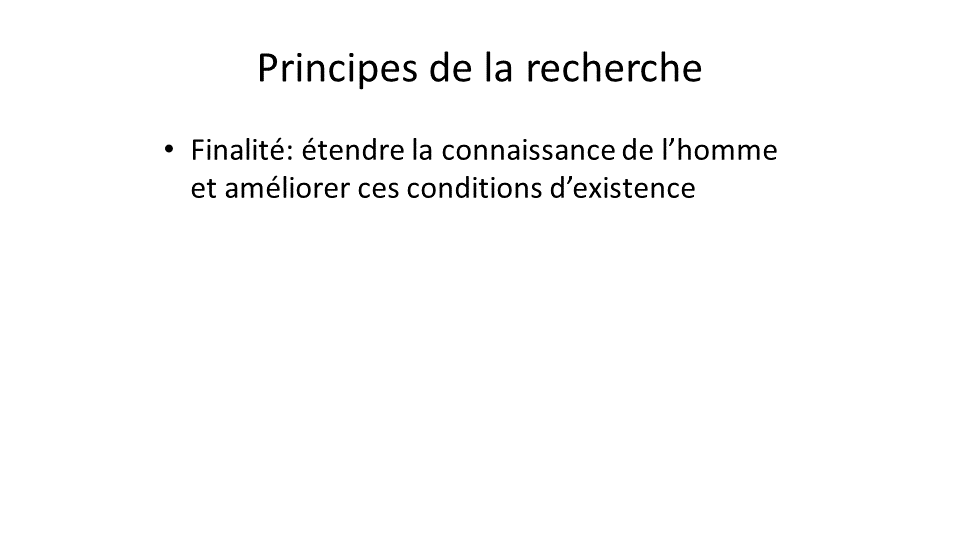 Principes de la recherche
• Finalité: étendre la connaissance de l’homme
et améliorer ces conditions d’existence